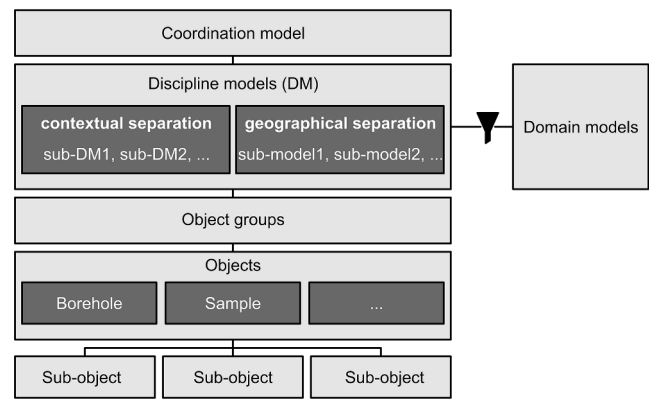 Coordination model
Discipline models (DM)
contextual separation
sub-DM1, sub-DM2, ...
geographical separation
sub-model1, sub-model2, ...
Domain models
Object groups
Objects
Borehole
Sample
...
Sub-object
Sub-object
Sub-object